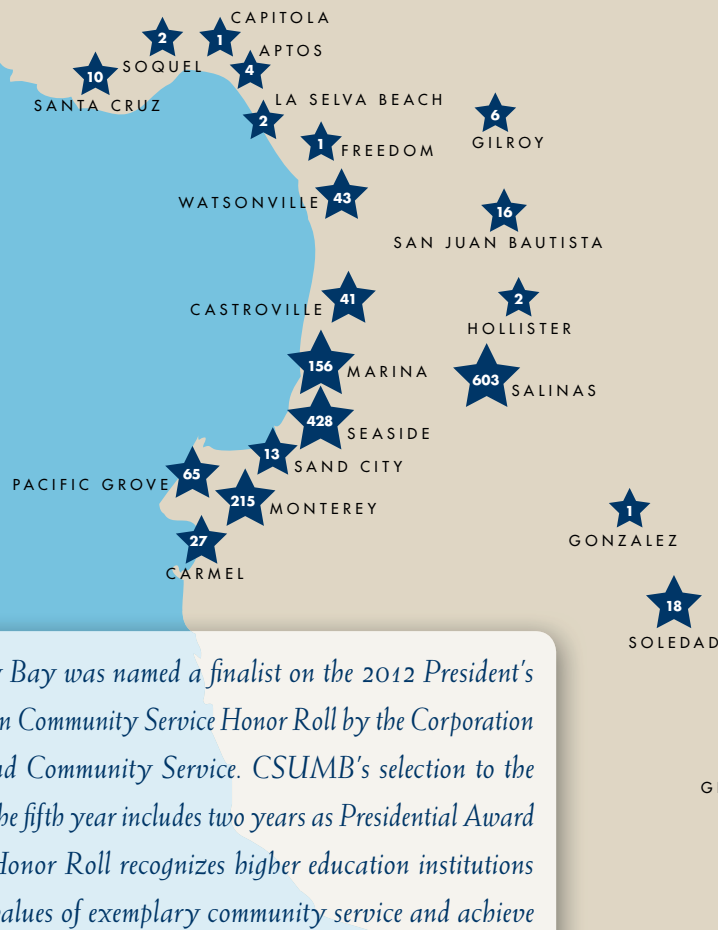 CAPITOLA
2
1
APTOS
SOQUEL
4
10
SANTA CRUZ
LA SELVA BEACH
2
6
GILROY
1
FREEDOM
43
WATSONVILLE
16
SAN JUAN BAUTISTA
41
CASTROVILLE
2
HOLLISTER
156
MARINA
603
SALINAS
428
SEASIDE
13
SAND CITY
65
PACIFIC GROVE
215
MONTEREY
27
CARMEL
1
GONZALEZ
18
SOLEDAD
y Bay was named a finalist on the 2012 President's
n Community Service Honor Roll by the Corporation
d Community Service. CSUMB's selection to the
he fifth year includes two years as Presidential Award
Honor Roll recognizes higher education institutions
values of exemplary community service and achieve
G